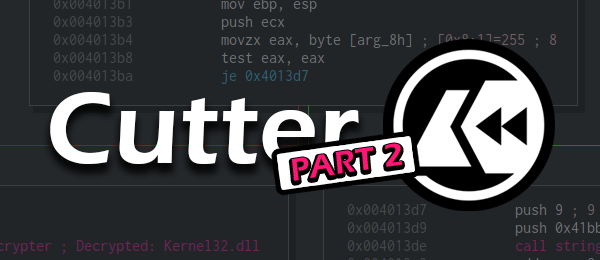 0x004013b1 mov ebp, esp
0x004013b3 push ecx
0x004013b4 movzx eax, byte [arg_8h] ; [0x8:1]=255 ; 8
0x004013b8 test eax, eax
0x004013ba je 0x4013d7
Cutter
PART 2
0x004013d7 push 9 ; 9
0x004013d9 push 0x41bb
crypter ; Decrypted: Kernel32.dll
0x004013de call string